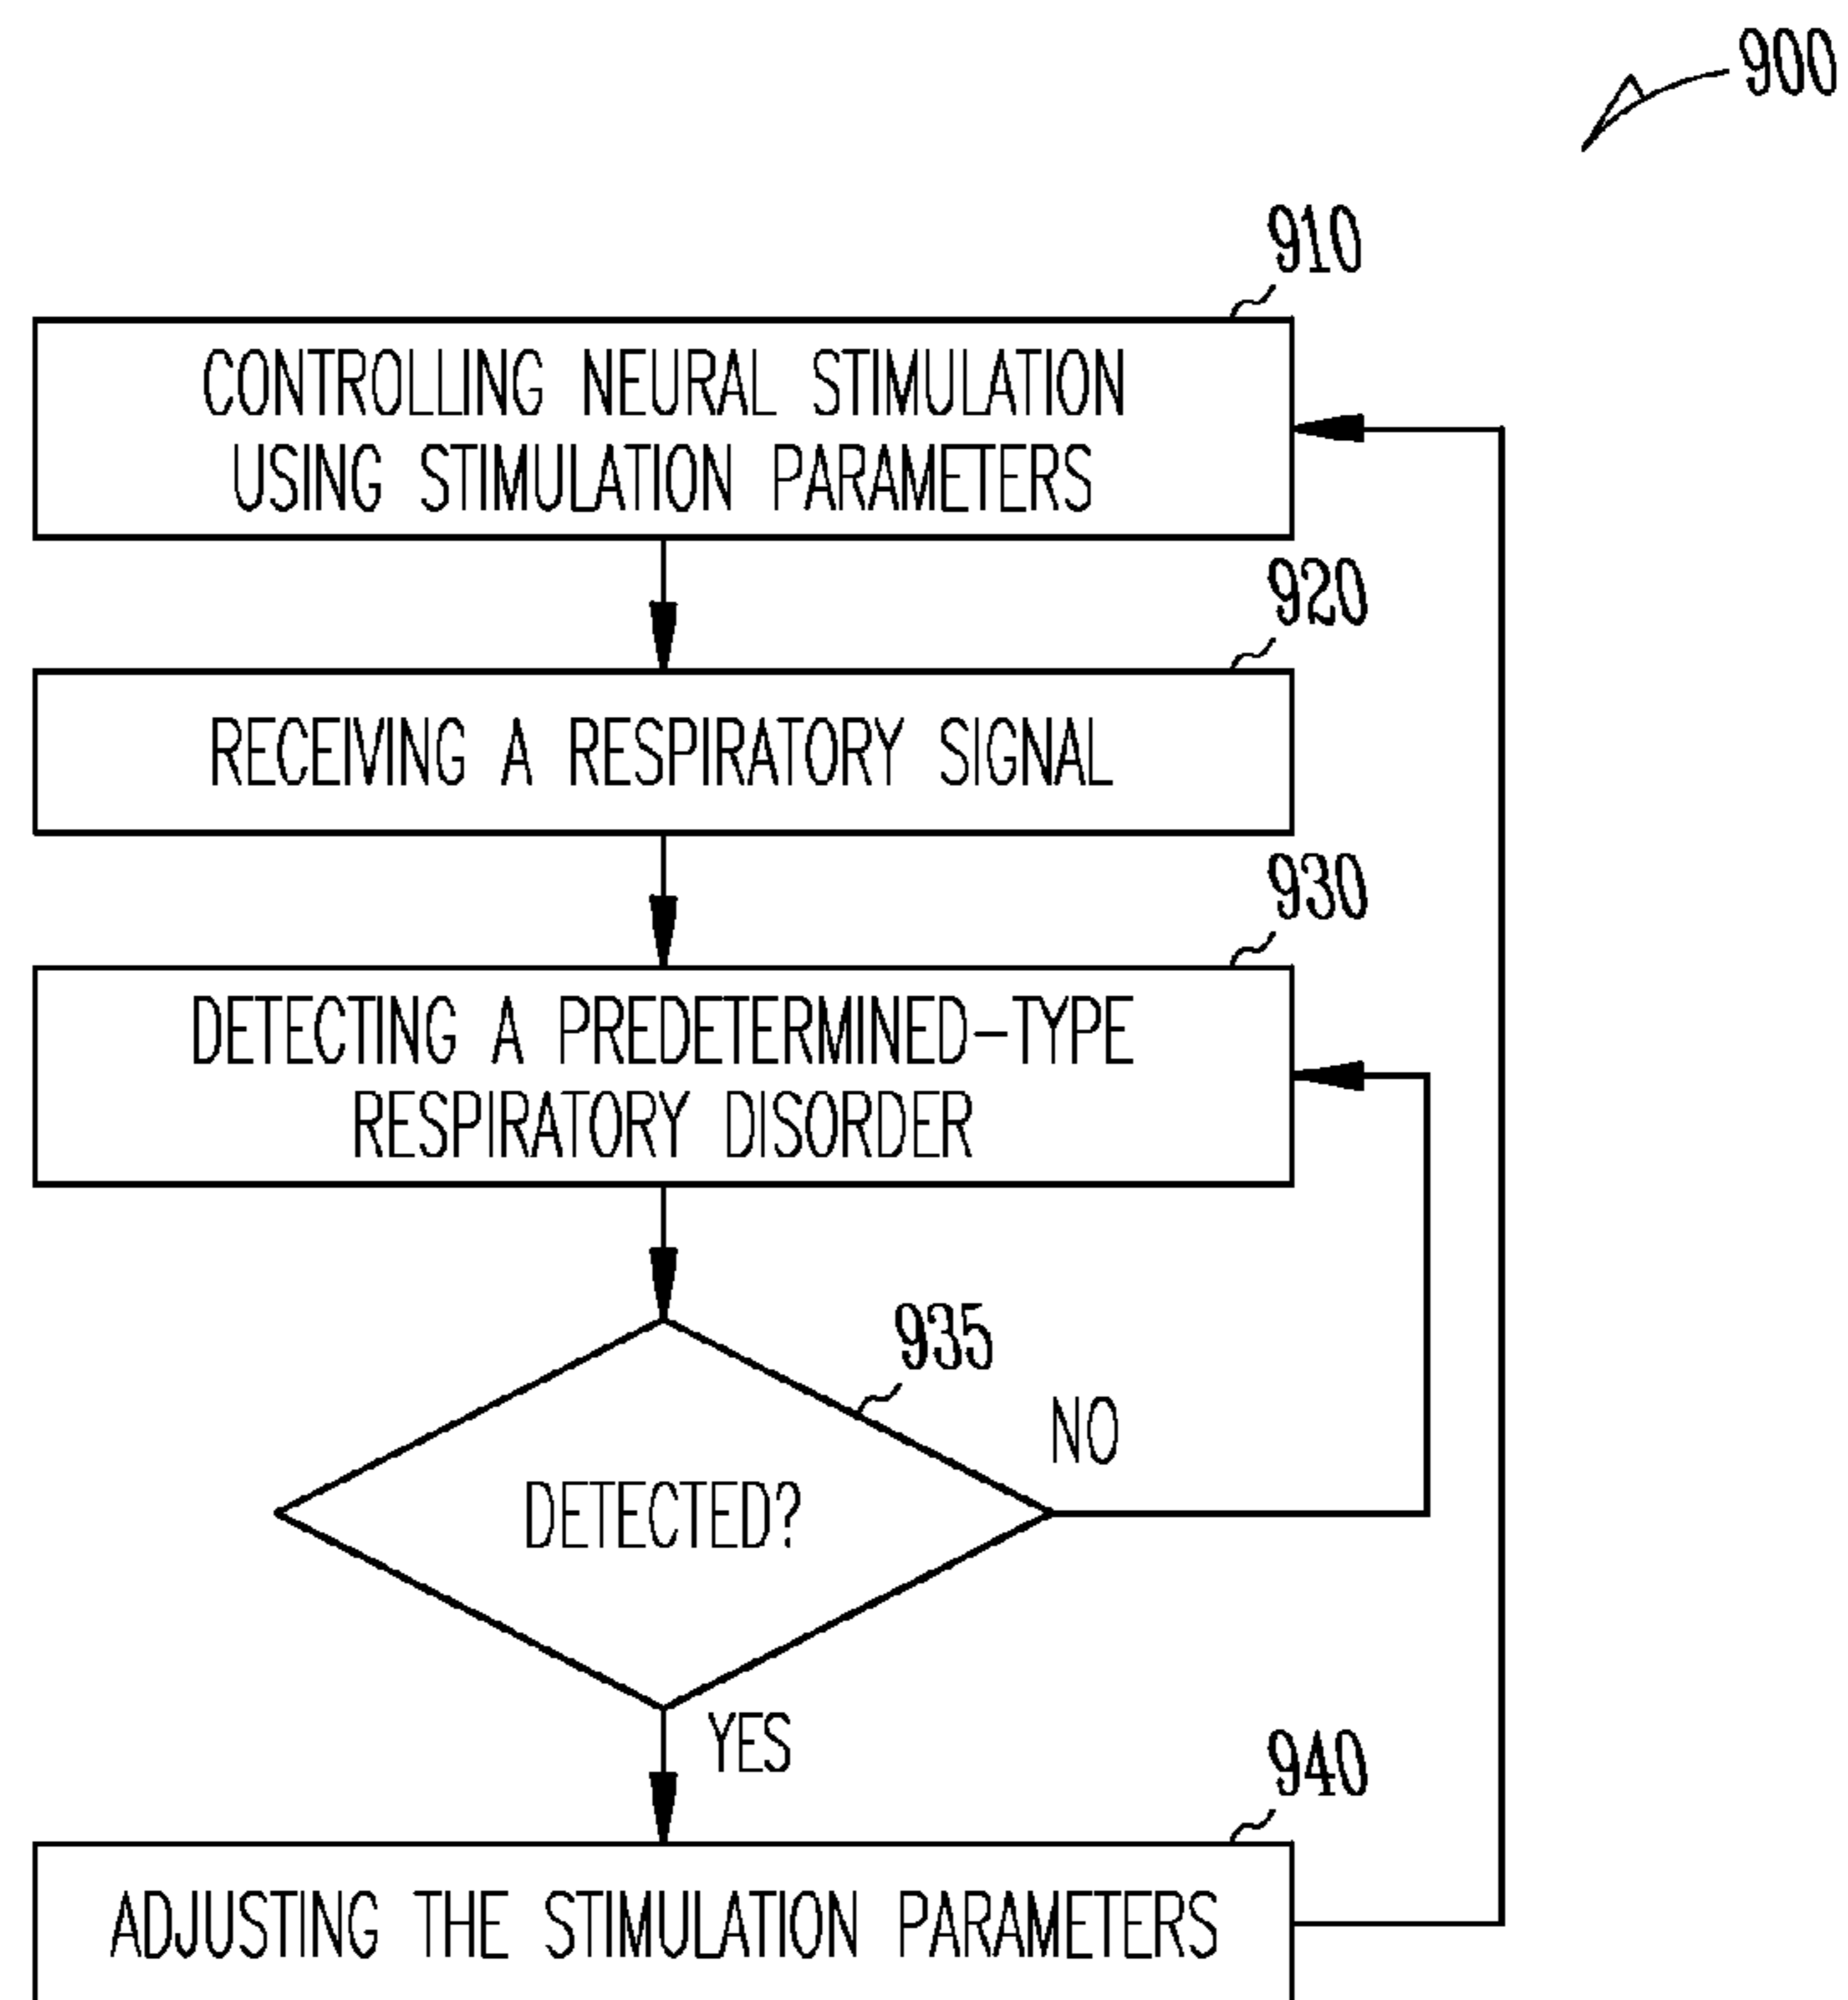 900
910
CONTROLLING NEURAL STIMULATION
USING STIMULATION PARAMETERS
920
RECEIVING A RESPIRATORY SIGNAL
930
DETECTING A PREDETERMINED-TYPE
RESPIRATORY DISORDER
935
NO
DETECTED?
YES
940
ADJUSTING THE STIMULATION PARAMETERS